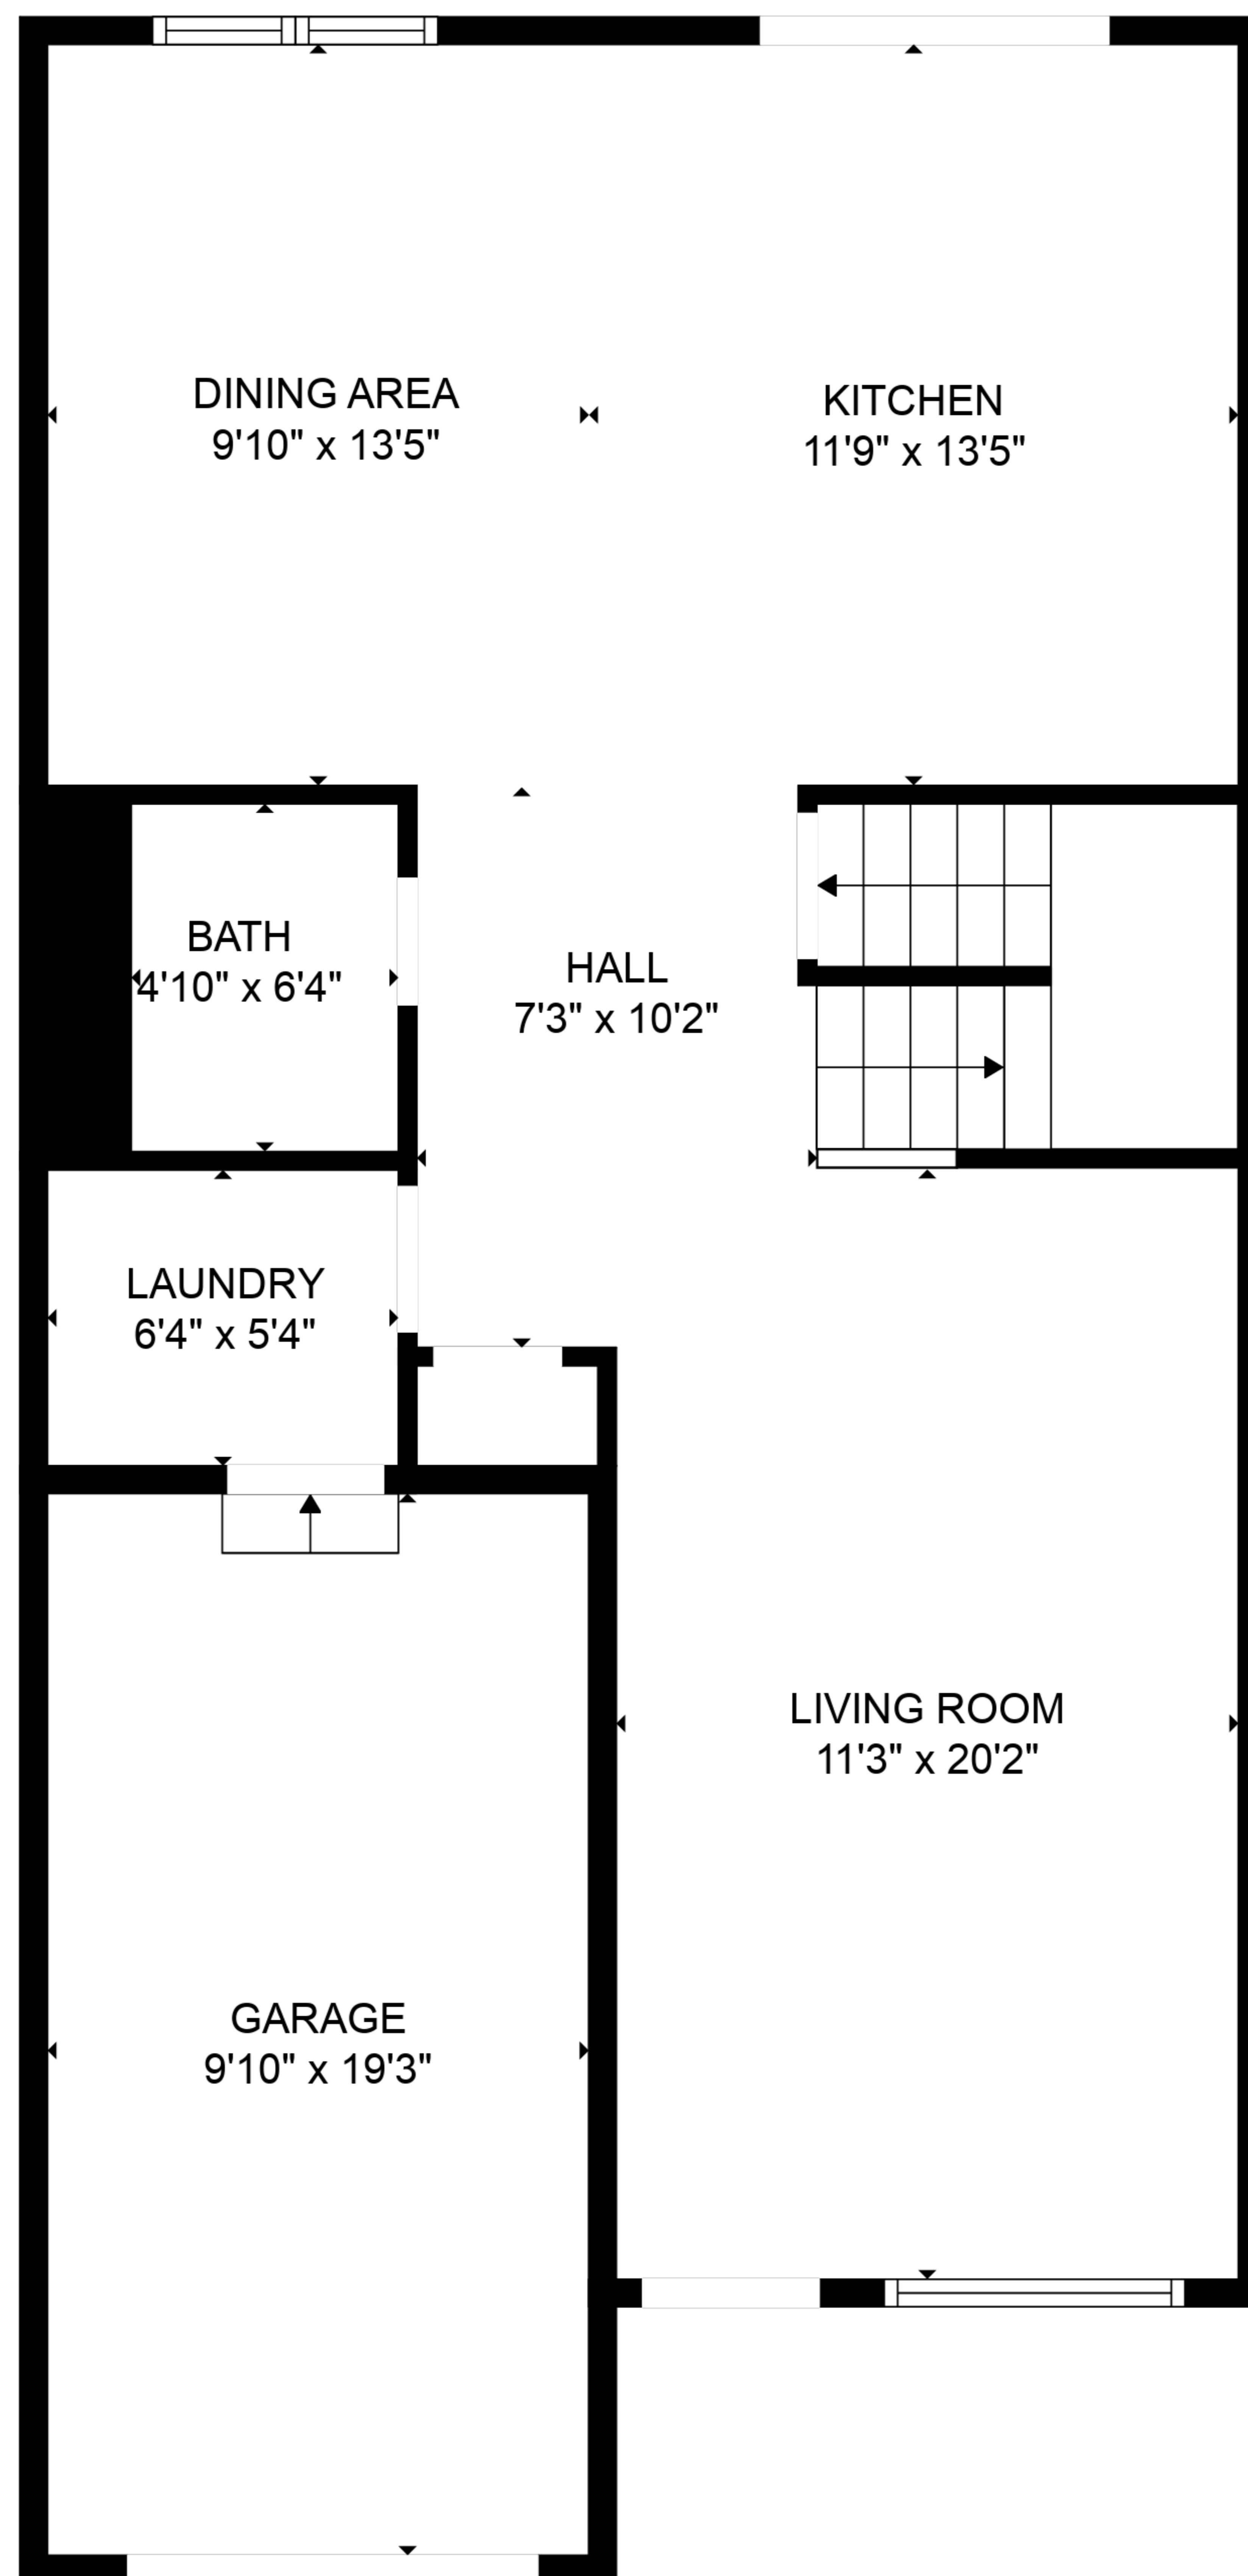 DINING AREA
9'10" x 13'5"
KITCHEN
11'9" x 13'5"
BATH
4'10" x 6'4"
HALL
7'3" x 10'2"
LAUNDRY
6'4" x 5'4"
LIVING ROOM
11'3" x 20'2"
GARAGE
9'10" x 19'3"